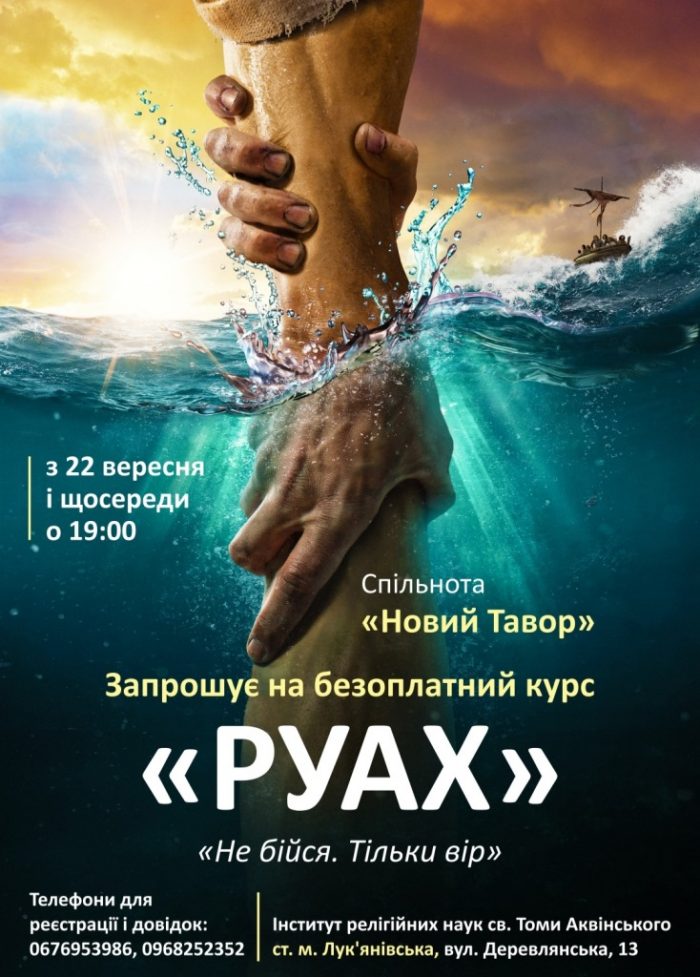 з 22 вересня
і щосереди
о 19:00
Спільнота
«Новий Тавор»
Запрошує на безоплатний курс
«РУАХ»
«Не бійся. Тільки вір»
Телефони для
реєстрації і довідок:
0676953986, 0968252352
Інститут релігійних наук св. Томи Аквінського
ст. м. Лук'янівська, вул. Деревлянська, 13